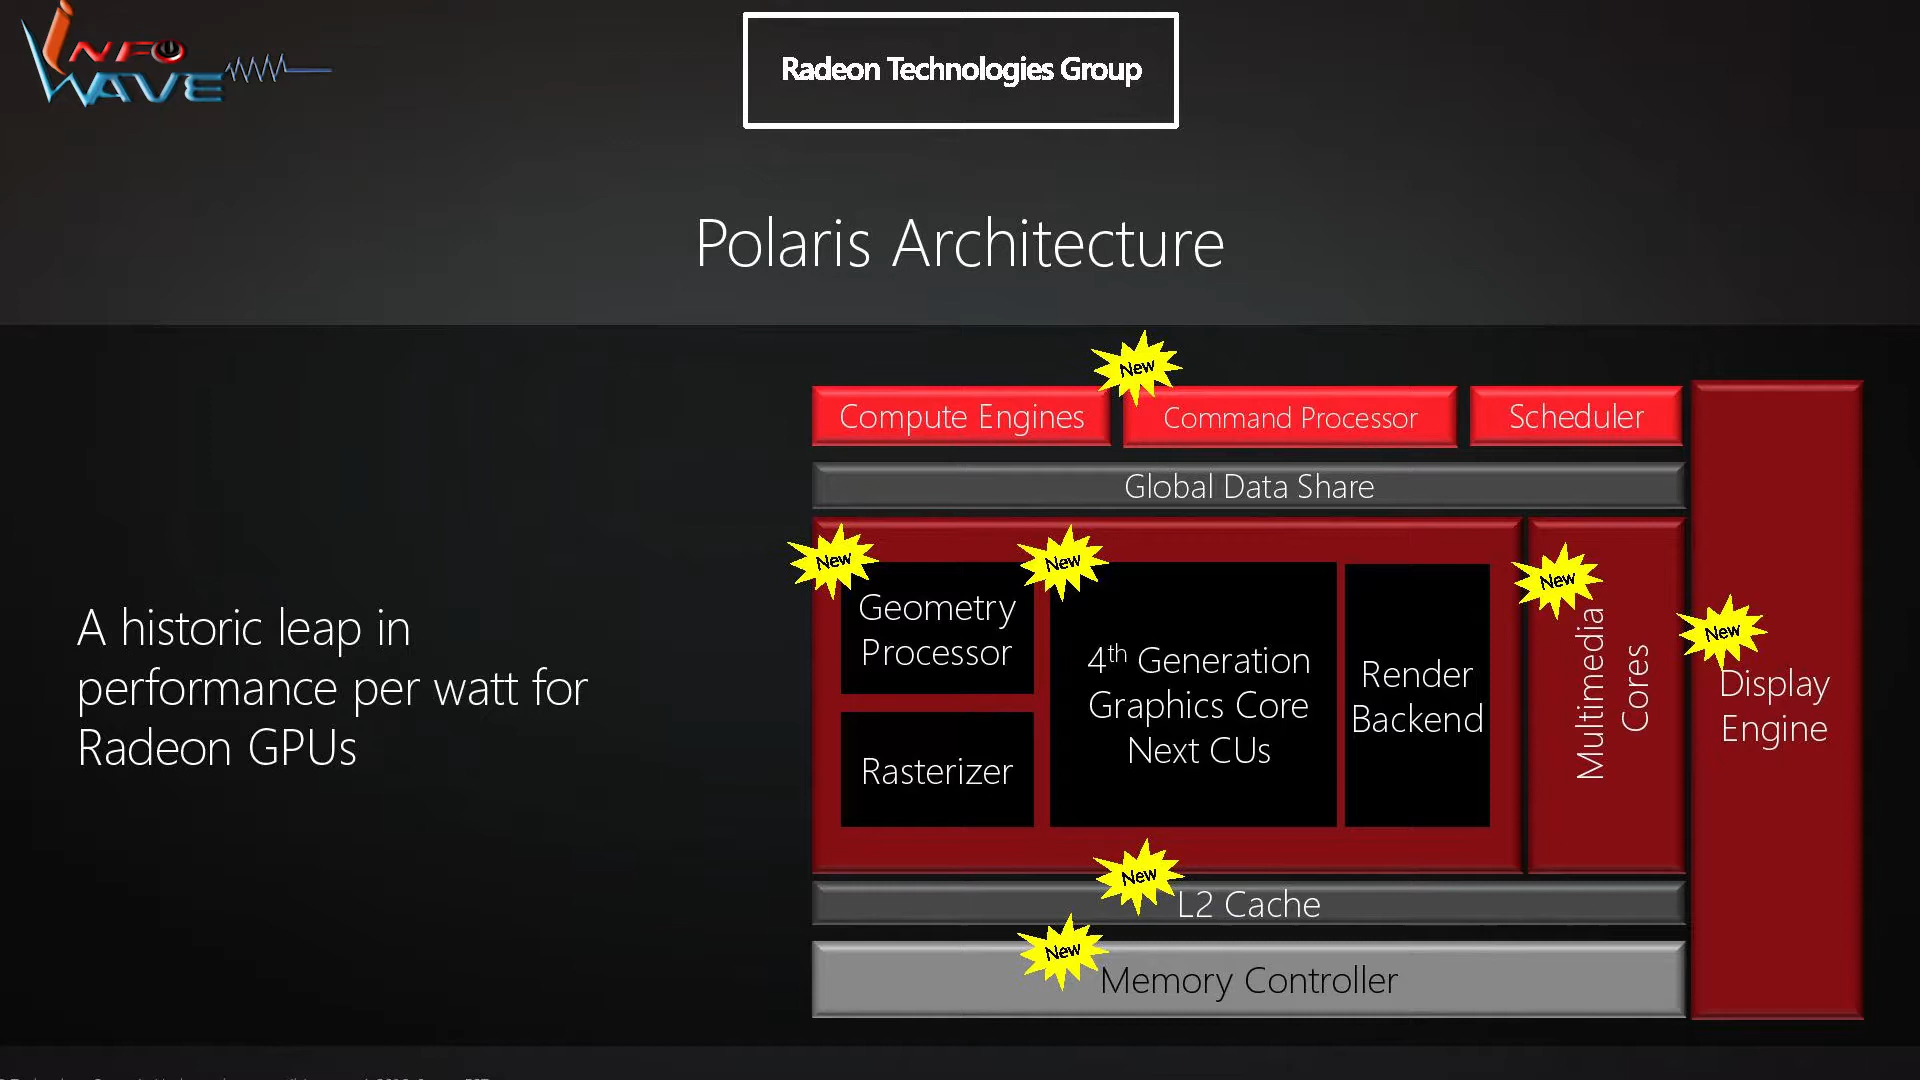 INFO
WAVE
Radeon Technologies Group
Polaris Architecture
New
Compute Engines
Command Processor
Scheduler
Global Data Share
New
New
New
New
Geometry
Processor
Rasterizer
4th Generation
Graphics Core
Next CUs
Render
Backend
Multimedia
Cores
Display
Engine
A historic leap in
performance per watt for
Radeon GPUs
New
L2 Cache
New
Memory Controller